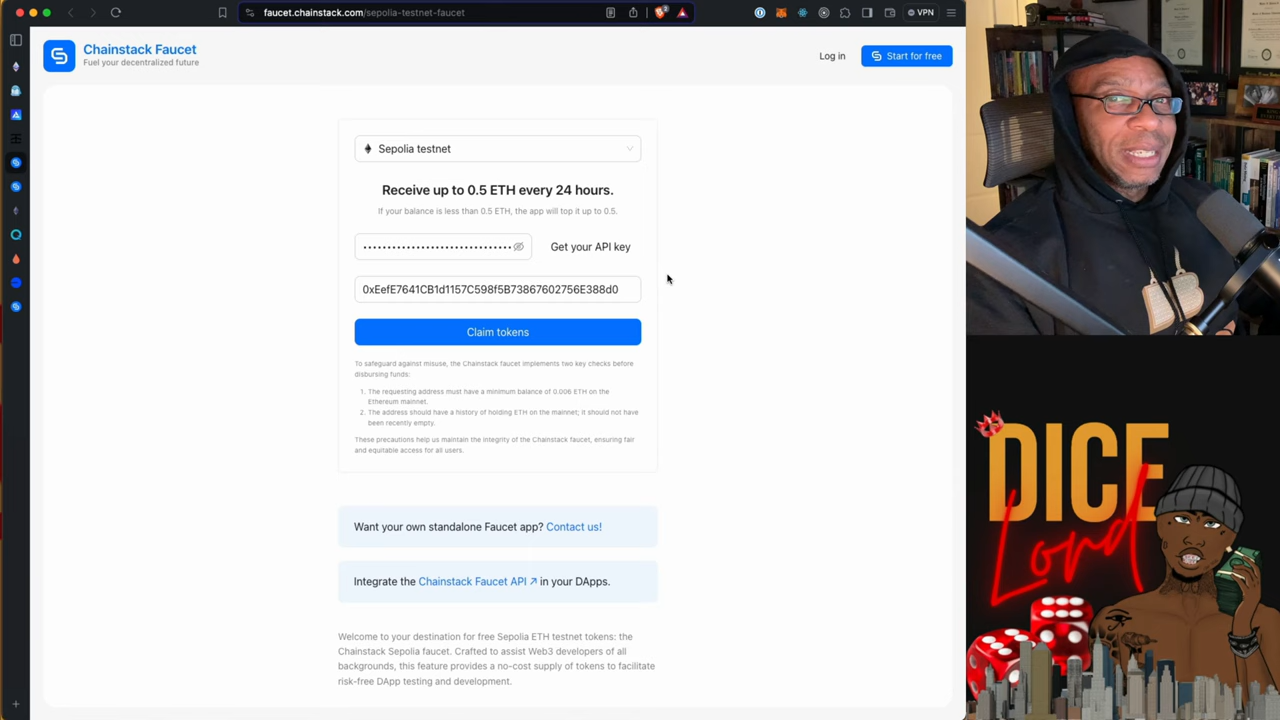 faucet.chainstack.com/sepolia-testnet-faucet
2
VPN
Chainstack Faucet
Fuel your decentralized future
Log in
Start for free
Sepolia testnet
Receive up to 0.5 ETH every 24 hours.
If your balance is less than 0.5 ETH, the app will top it up to 0.5.
Get your API key
0xEefE7641CB1d1157C598f5B73867602756E388d0
Claim tokens
To safeguard against misuse, the Chainstack faucet implements two key checks before
disbursing funds:
1. The requesting address must have a minimum balance of 0.006 ETH on the
Ethereum mainnet.
2. The address should have a history of holding ETH on the mainnet; it should not have
been recently empty.
These precautions help us maintain the integrity of the Chainstack faucet, ensuring fair
and equitable access for all users.
Want your own standalone Faucet app? Contact us!
Integrate the Chainstack Faucet API ↗ in your DApps.
Welcome to your destination for free Sepolia ETH testnet tokens: the
Chainstack Sepolia faucet. Crafted to assist Web3 developers of all
backgrounds, this feature provides a no-cost supply of tokens to facilitate
risk-free DApp testing and development.
DICE
Lord